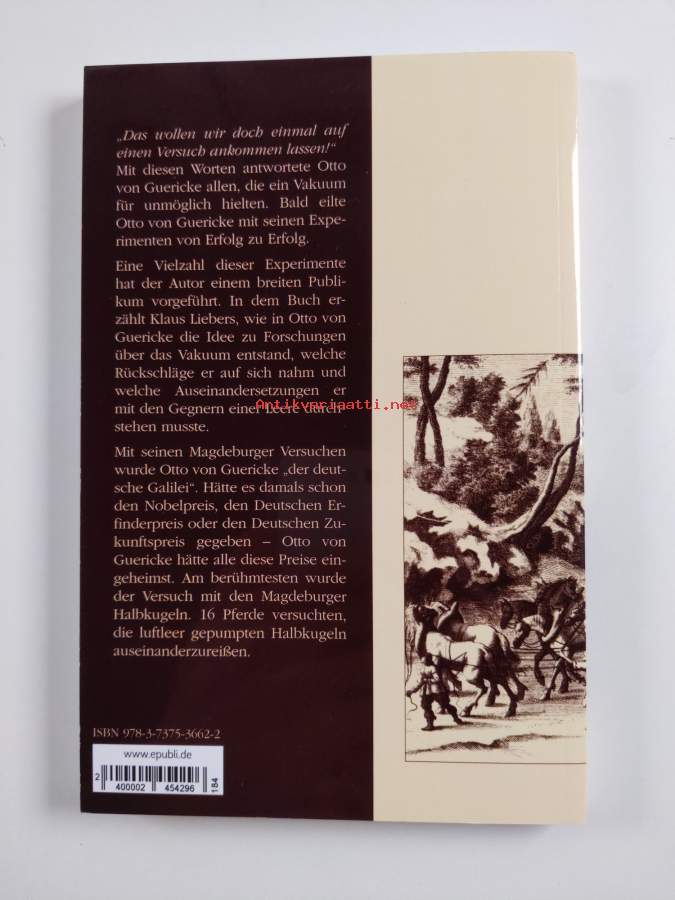 „Das wollen wir doch einmal auf
einen Versuch ankommen lassen!“
Mit diesen Worten antwortete Otto
von Guericke allen, die ein Vakuum
für unmöglich hielten. Bald eilte
Otto von Guericke mit seinen Expe-
rimenten von Erfolg zu Erfolg.
Eine Vielzahl dieser Experimente
hat der Autor einem breiten Publi-
kum vorgeführt. In dem Buch er-
zählt Klaus Liebers, wie in Otto von
Guericke die Idee zu Forschungen
über das Vakuum entstand, welche
Rückschläge er auf sich nahm und
welche Auseinandersetzungen er
mit den Gegnern einer Leere durch-
stehen musste.
Antikvariaatti.net
Mit seinen Magdeburger Versuchen
wurde Otto von Guericke „der deut-
sche Galilei“. Hätte es damals schon
den Nobelpreis, den Deutschen Er-
finderpreis oder den Deutschen Zu-
kunftspreis gegeben – Otto von
Guericke hätte alle diese Preise ein-
geheimst. Am berühmtesten wurde
der Versuch mit den Magdeburger
Halbkugeln. 16 Pferde versuchten,
die luftleer gepumpten Halbkugeln
auseinanderzureißen.
ISBN 978-3-7375-3662-2
www.epubli.de
2 400002 454296
184